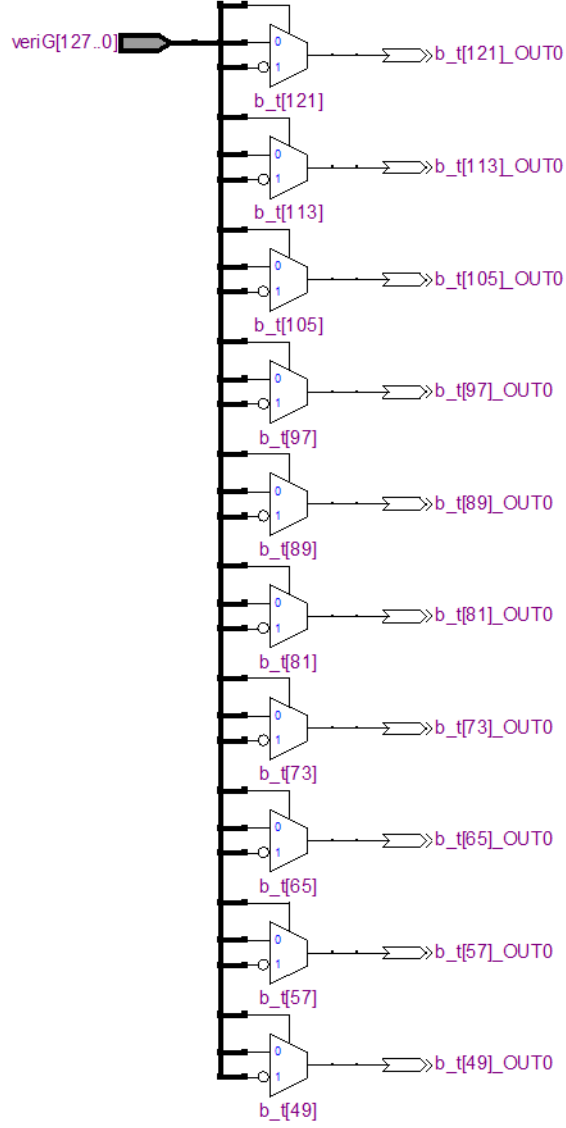 veriG[127..0]
0
1
b_t[121]
b_t[121]_OUT0
0
1
b_t[113]
b_t[113]_OUT0
0
1
b_t[105]
b_t[105]_OUT0
0
1
b_t[97]
b_t[97]_OUT0
0
1
b_t[89]
b_t[89]_OUT0
0
1
b_t[81]
b_t[81]_OUT0
0
1
b_t[73]
b_t[73]_OUT0
0
1
b_t[65]
b_t[65]_OUT0
0
1
b_t[57]
b_t[57]_OUT0
0
1
b_t[49]
b_t[49]_OUT0